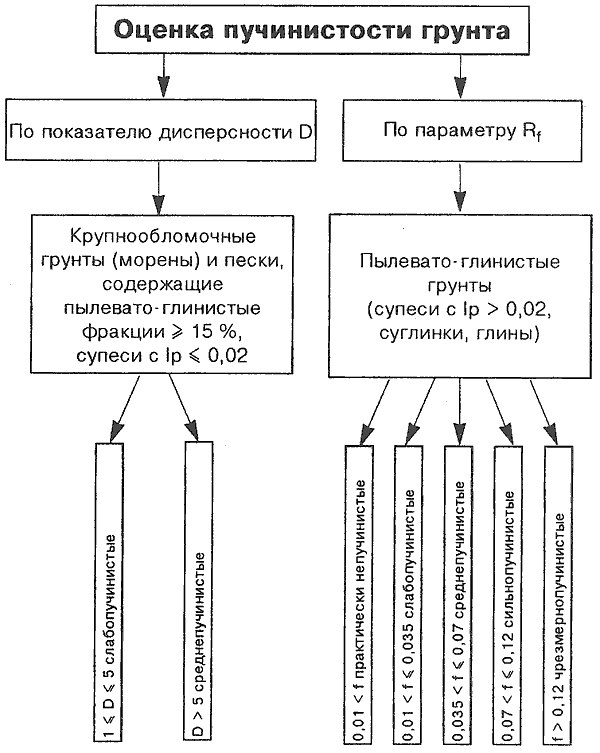 Оценка пучинистости грунта
По показателю дисперсности D
По параметру Rf
Крупнообломочные
грунты (морены) и пески,
содержащие
пылевато-глинистые
фракции ⩾ 15 %,
супеси с Ip ⩽ 0,02
Пылевато-глинистые
грунты
(супеси с Ip > 0,02,
суглинки, глины)
1 ⩽ D ⩽ 5 слабопучинистые
D > 5 среднепучинистые
0,01 < f практически непучинистые
0,01 < f ⩽ 0,035 слабопучинистые
0,035 < f ⩽ 0,07 среднепучинистые
0,07 < f ⩽ 0,12 сильнопучинистые
f > 0,12 чрезмернопучинистые